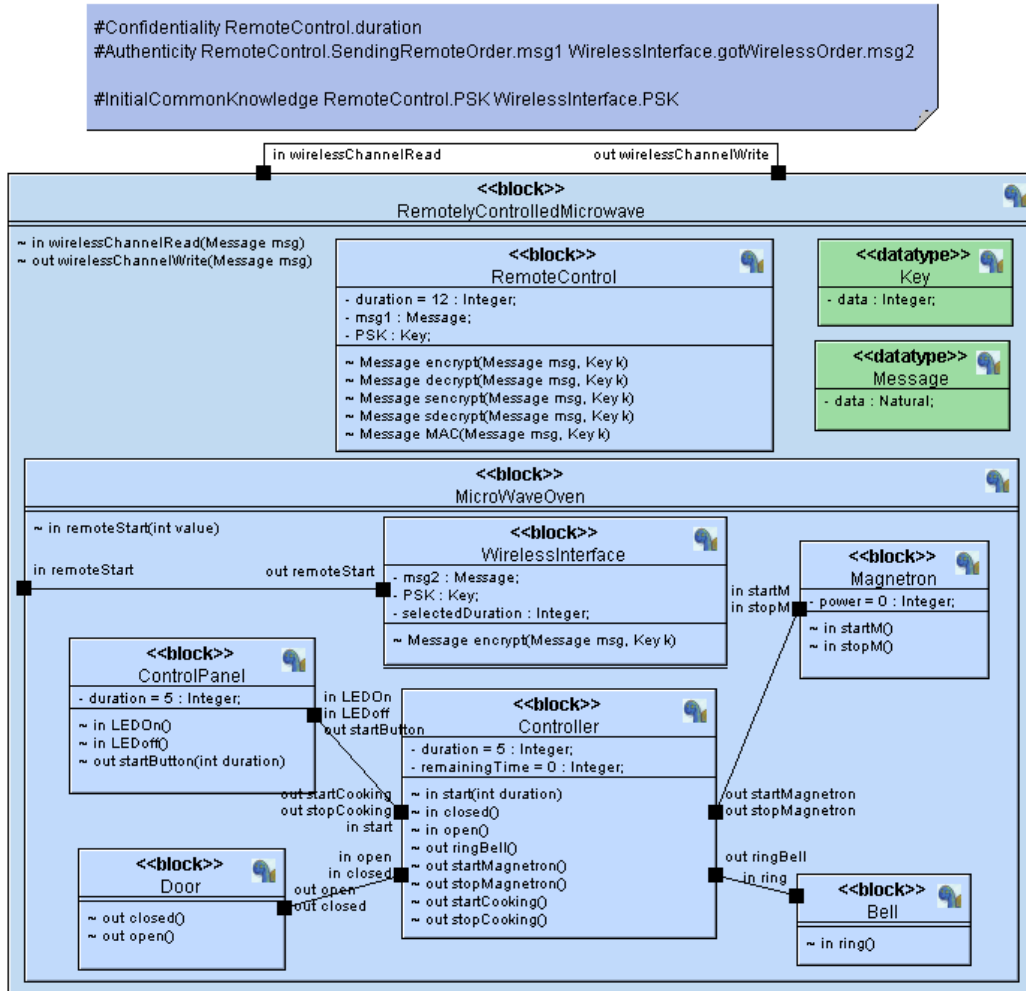 #Confidentiality RemoteControl.duration
#Authenticity RemoteControl.SendingRemoteOrder.msg1 WirelessInterface.gotWirelessOrder.msg2
#InitialCommonKnowledge RemoteControl.PSK WirelessInterface.PSK
in wirelessChannelRead
out wirelessChannelWrite
<<block>>
RemotelyControlledMicrowave
~ in wirelessChannelRead(Message msg)
~ out wirelessChannelWrite(Message msg)
<<block>>
RemoteControl
- duration = 12 : Integer;
- msg1 : Message;
- PSK : Key;
~ Message encrypt(Message msg, Key k)
~ Message decrypt(Message msg, Key k)
~ Message sencrypt(Message msg, Key k)
~ Message sdecrypt(Message msg, Key k)
~ Message MAC(Message msg, Key k)
<<datatype>>
Key
- data : Integer;
<<datatype>>
Message
- data : Natural;
<<block>>
MicroWaveOven
~ in remoteStart(int value)
in remoteStart
out remoteStart
<<block>>
WirelessInterface
- msg2 : Message;
- PSK : Key;
- selectedDuration : Integer;
~ Message encrypt(Message msg, Key k)
in startM
in stopM
<<block>>
Magnetron
- power = 0 : Integer;
~ in startM()
~ in stopM()
<<block>>
ControlPanel
- duration = 5 : Integer;
~ in LEDOn()
~ in LEDoff()
~ out startButton(int duration)
in LEDOn
in LEDoff
out startButton
<<block>>
Controller
- duration = 5 : Integer;
- remainingTime = 0 : Integer;
~ in start(int duration)
~ in closed()
~ in open()
~ out ringBell()
~ out startMagnetron()
~ out stopMagnetron()
~ out startCooking()
~ out stopCooking()
out startCooking
out stopCooking
in start
out startMagnetron
out stopMagnetron
in open
in closed
out open
out closed
<<block>>
Door
~ out closed()
~ out open()
out ringBell
in ring
<<block>>
Bell
~ in ring()